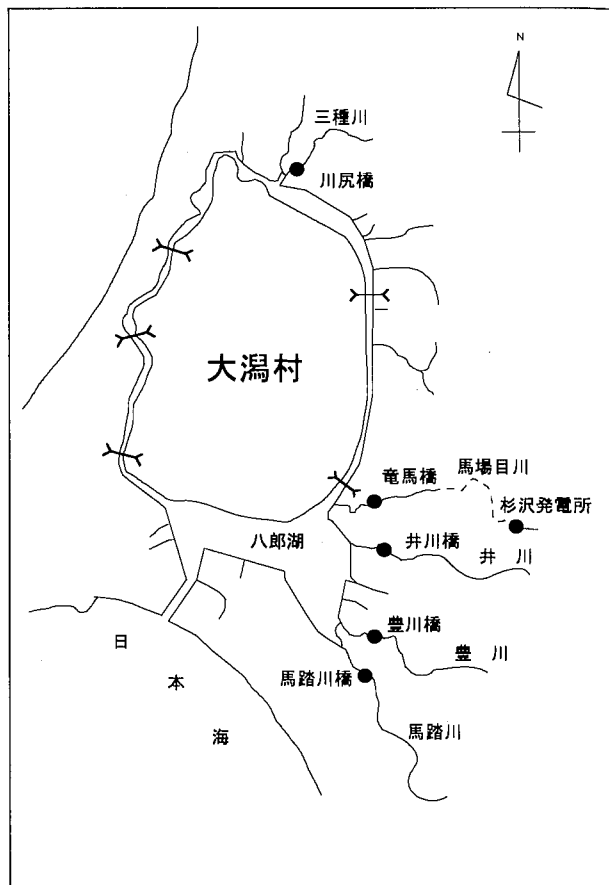 N
三種川
川尻橋
大潟村
竜馬橋
馬場目川
杉沢発電所
八郎湖
井川橋
井川
豊川橋
豊川
馬踏川橋
馬踏川
日本海